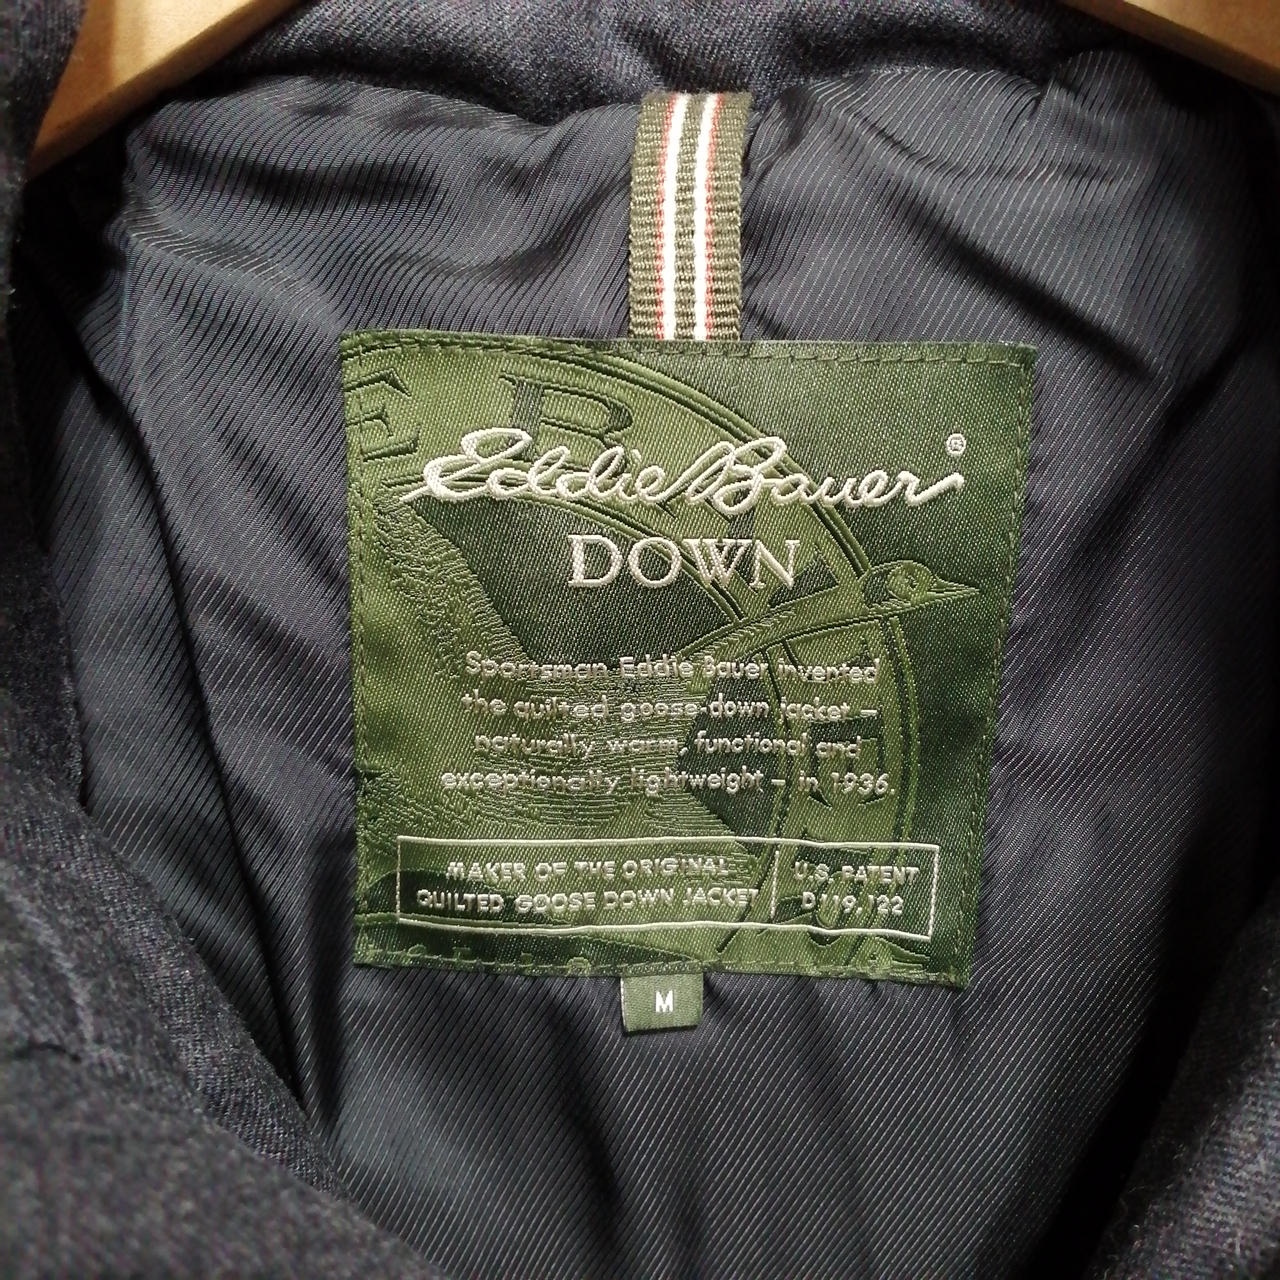 Eddie Bauer®
DOWN
Sportsman Eddie Bauer invented
the quilted goose-down jacket –
naturally warm, functional and
exceptionally lightweight – in 1936.
MAKER OF THE ORIGINAL
QUILTED GOOSE DOWN JACKET
U.S. PATENT
D119,122
M